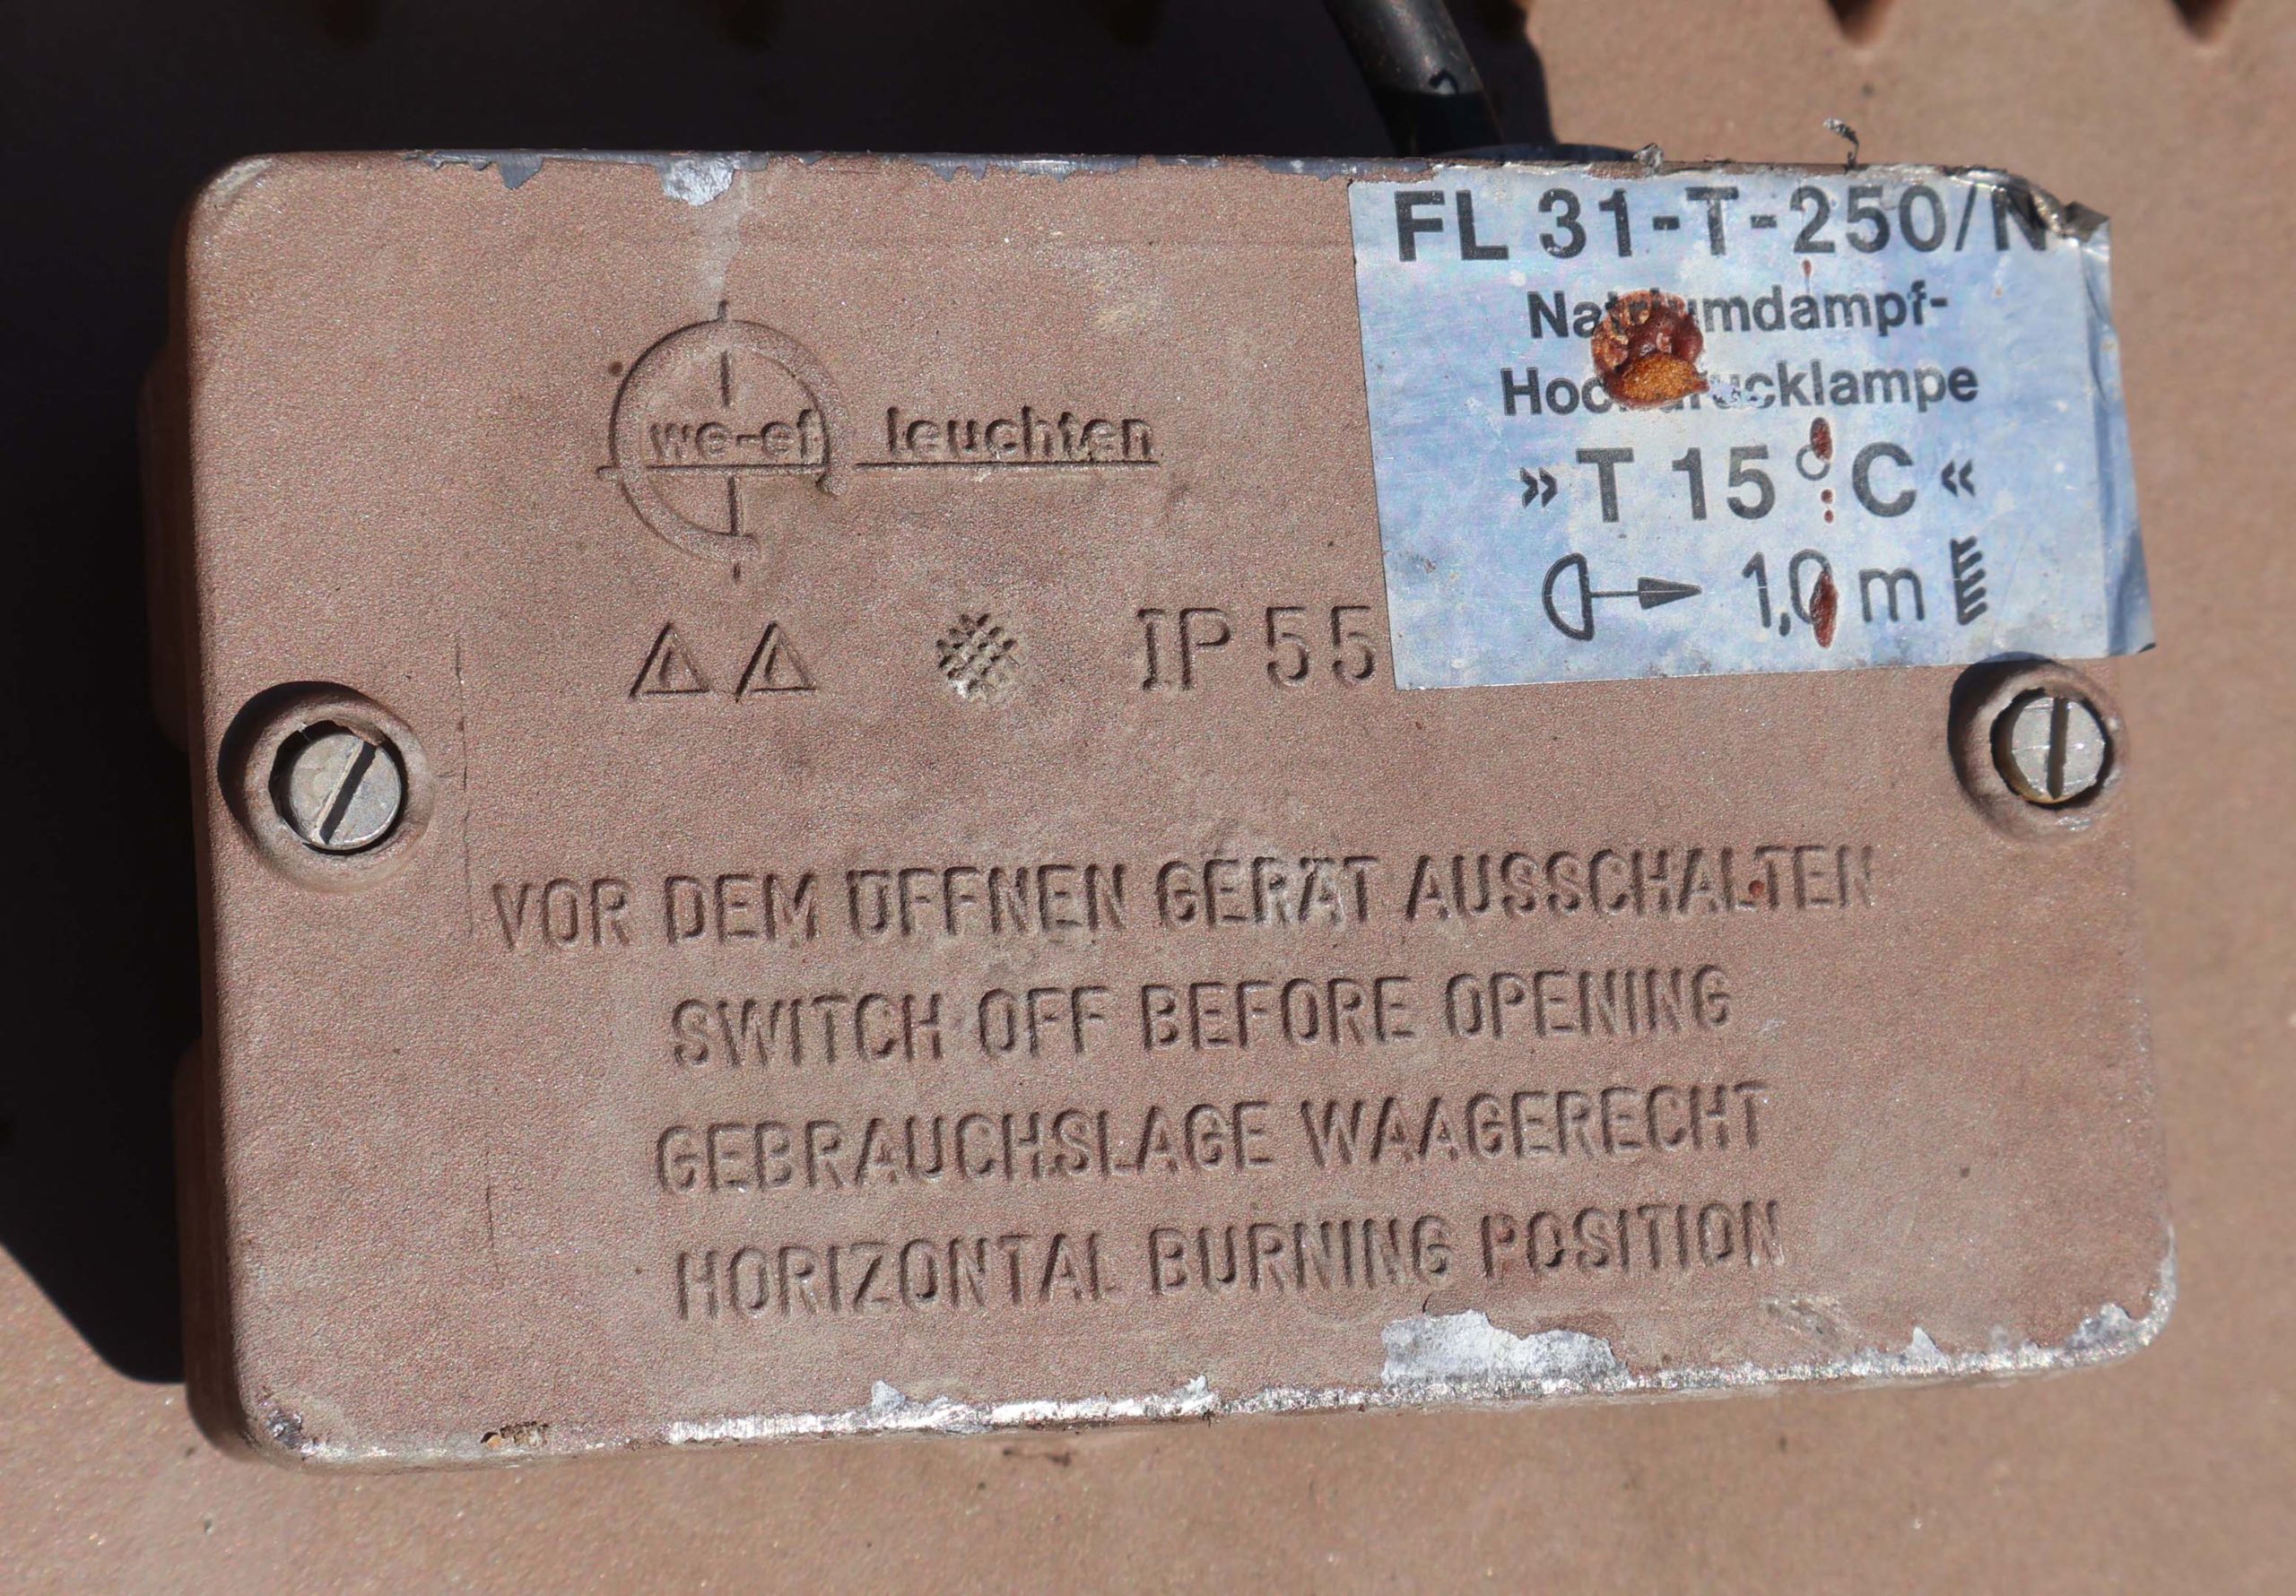 FL 31-T-250/N
Natriumdampf-
Hochdrucklampe
»T 15°C«
1,0 m
we-ef leuchten
IP 55
VOR DEM ÖFFNEN GERÄT AUSSCHALTEN
SWITCH OFF BEFORE OPENING
GEBRAUCHSLAGE WAAGERECHT
HORIZONTAL BURNING POSITION